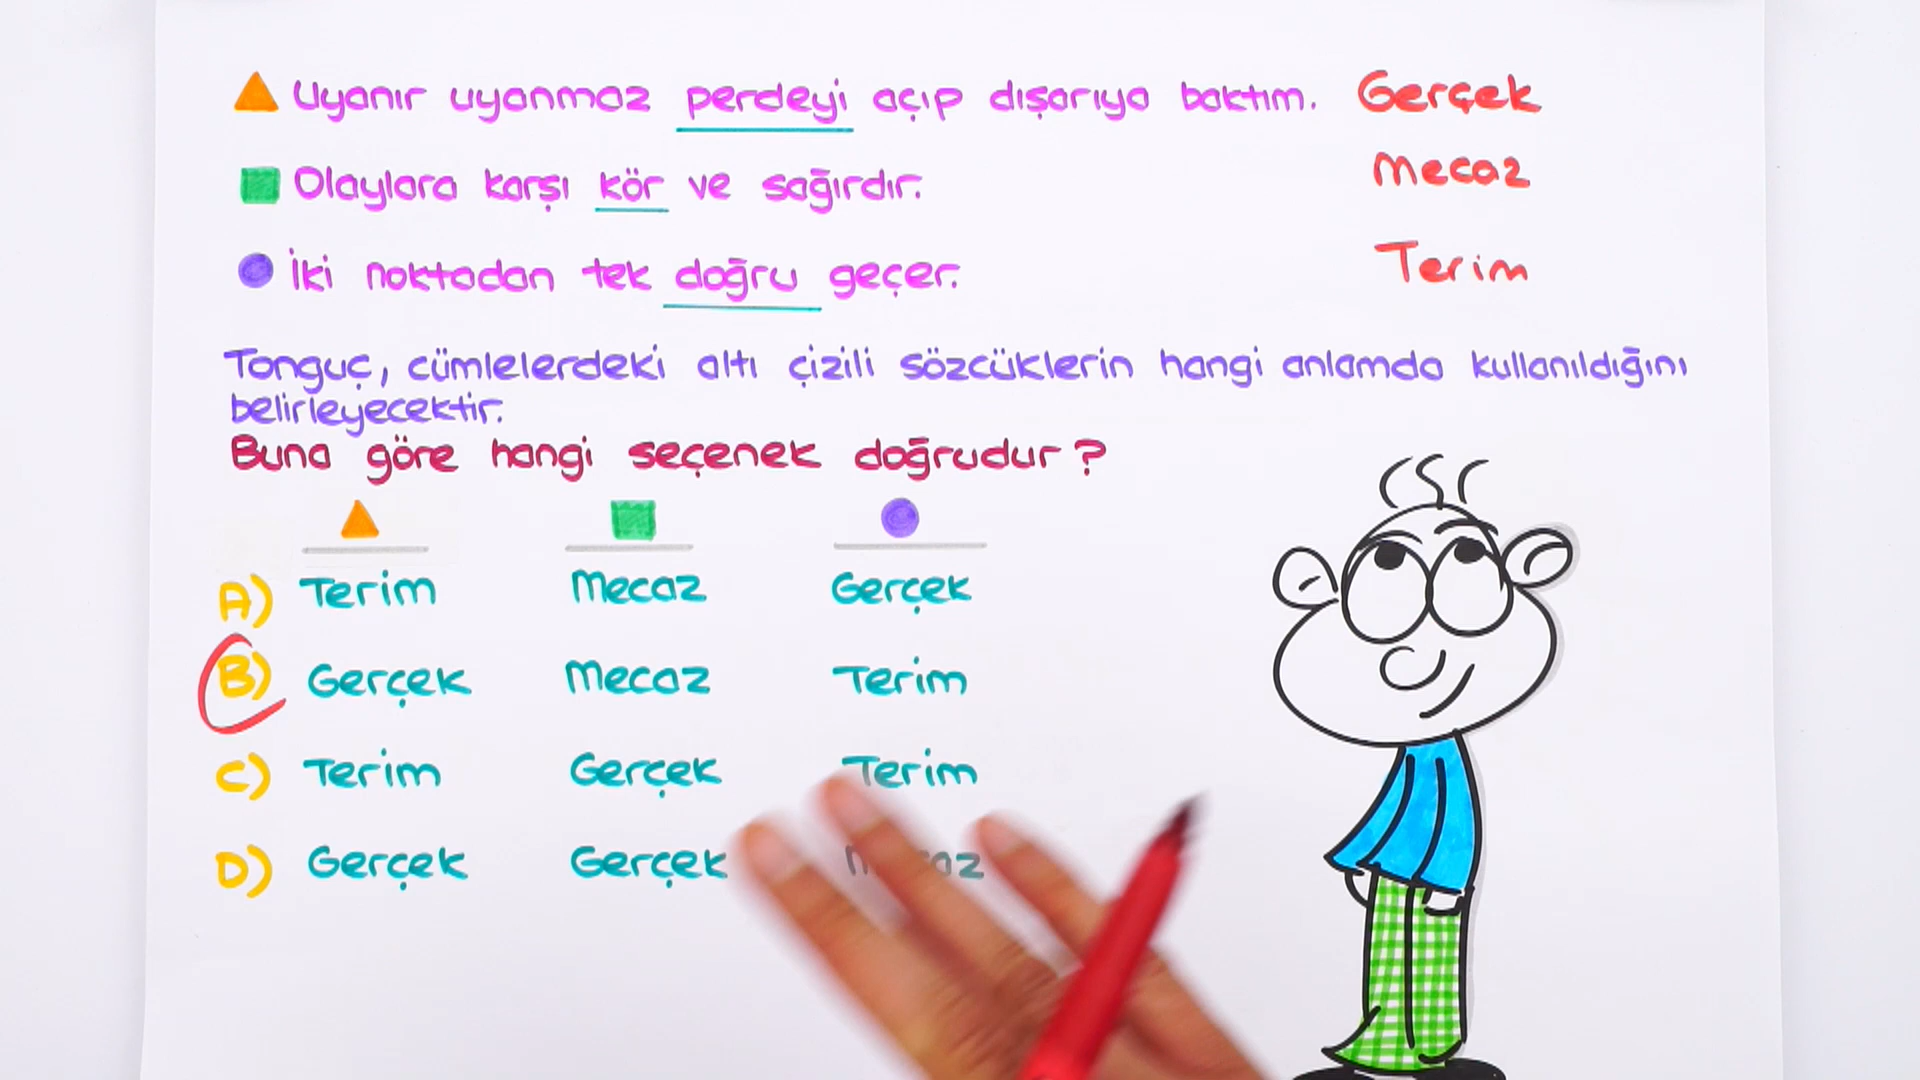 Uyanır uyanmaz perdeyi açıp dışarıya baktım. Gerçek
Olaylara karşı kör ve sağırdır. Mecaz
İki noktadan tek doğru geçer. Terim
Tonguç, cümlelerdeki altı çizili sözcüklerin hangi anlamda kullanıldığını
belirleyecektir.
Buna göre hangi seçenek doğrudur?
A) Terim Mecaz Gerçek
B) Gerçek Mecaz Terim
C) Terim Gerçek Terim
D) Gerçek Gerçek